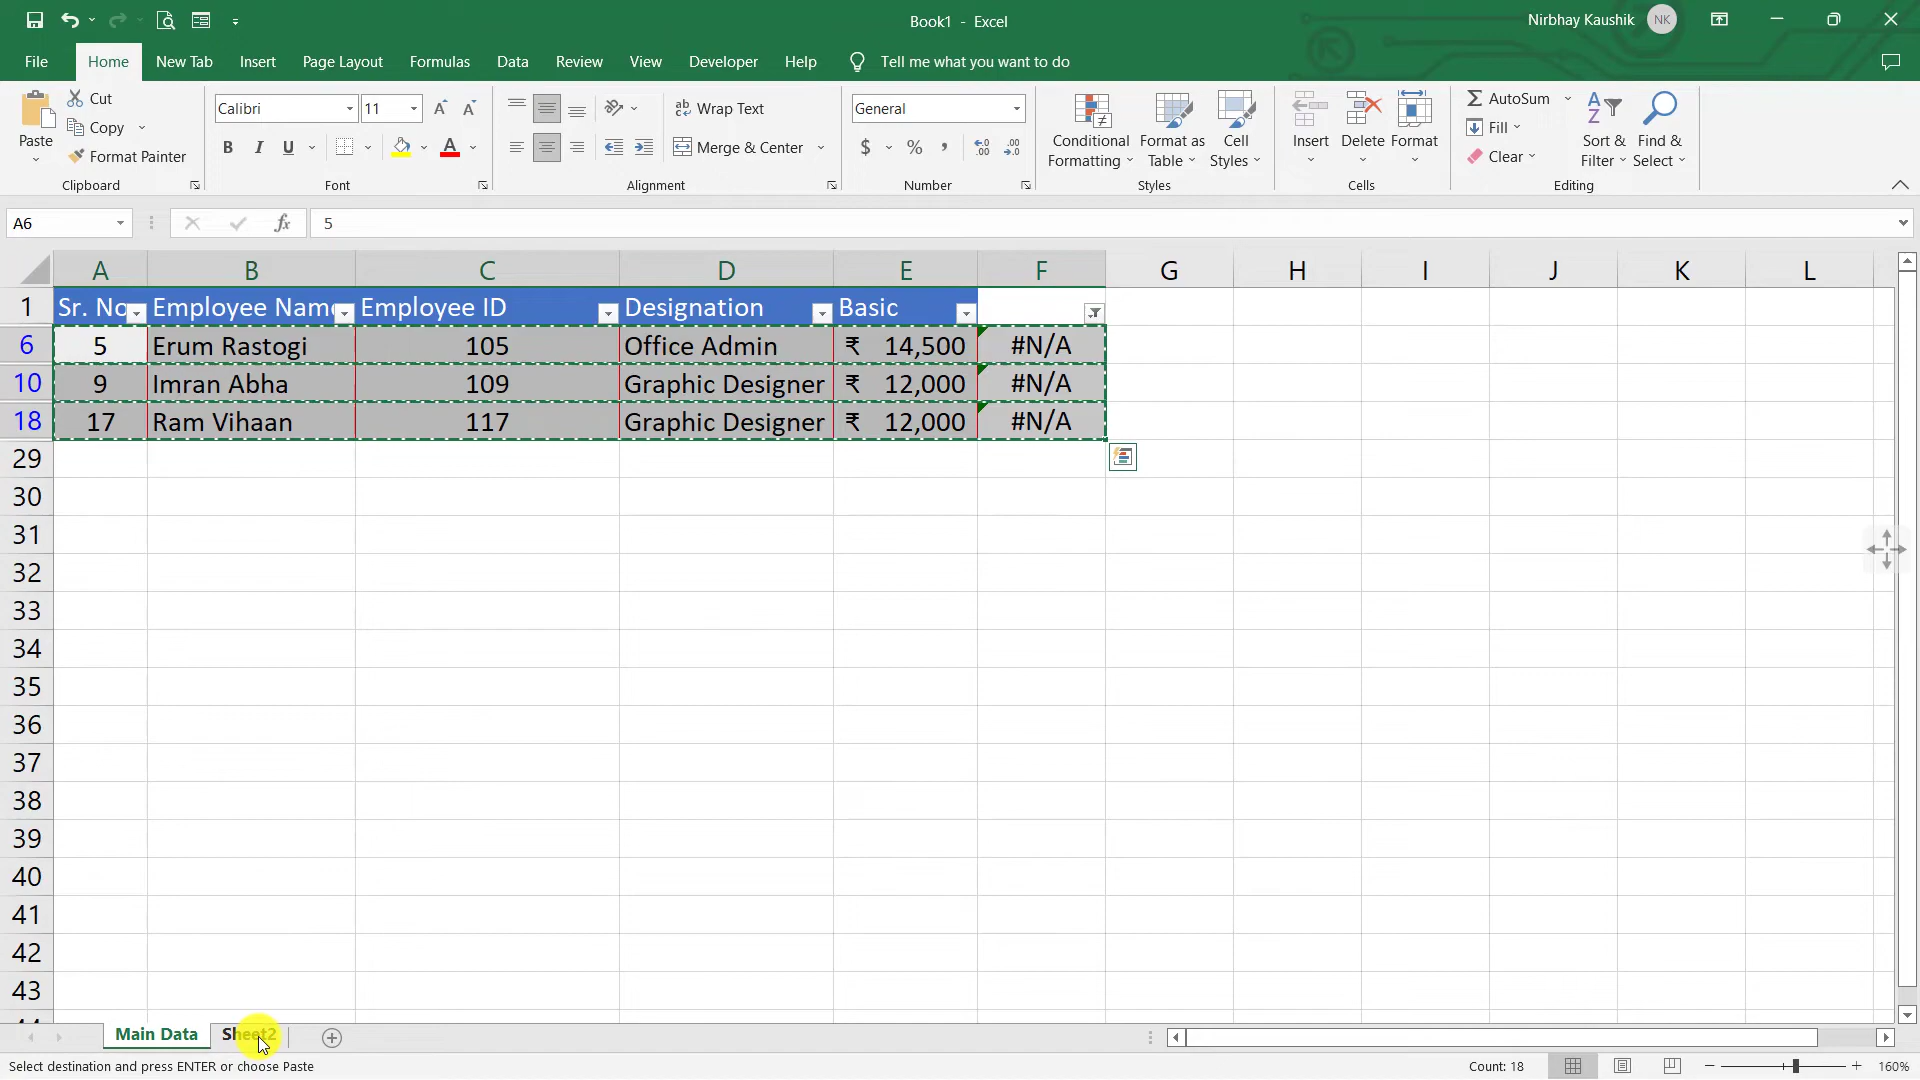 Book1 - Excel
Nirbhay Kaushik NK
File Home New Tab Insert Page Layout Formulas Data Review View Developer Help Tell me what you want to do
Paste
Cut
Copy
Format Painter
Clipboard
Calibri 11
B I U
Font
ab Wrap Text
Merge & Center
Alignment
General
$ % ,
Number
Conditional Formatting
Format as Table
Cell Styles
Styles
Insert Delete Format
Cells
AutoSum
Fill
Clear
Sort & Filter
Find & Select
Editing
A6 fx 5
A B C D E F G H I J K L
1 Sr. No Employee Name Employee ID Designation Basic
6 5 Erum Rastogi 105 Office Admin ₹ 14,500 #N/A
10 9 Imran Abha 109 Graphic Designer ₹ 12,000 #N/A
18 17 Ram Vihaan 117 Graphic Designer ₹ 12,000 #N/A
29
30
31
32
33
34
35
36
37
38
39
40
41
42
43
Main Data Sheet2
Select destination and press ENTER or choose Paste Count: 18 160%